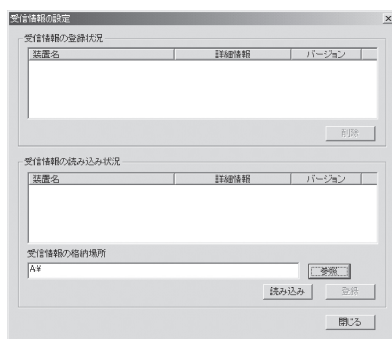 受信情報の設定
受信情報の登録状況
装置名 詳細情報 バージョン
削除
受信情報の読み込み状況
装置名 詳細情報 バージョン
受信情報の格納場所
A¥ 参照
読み込み 登録
閉じる